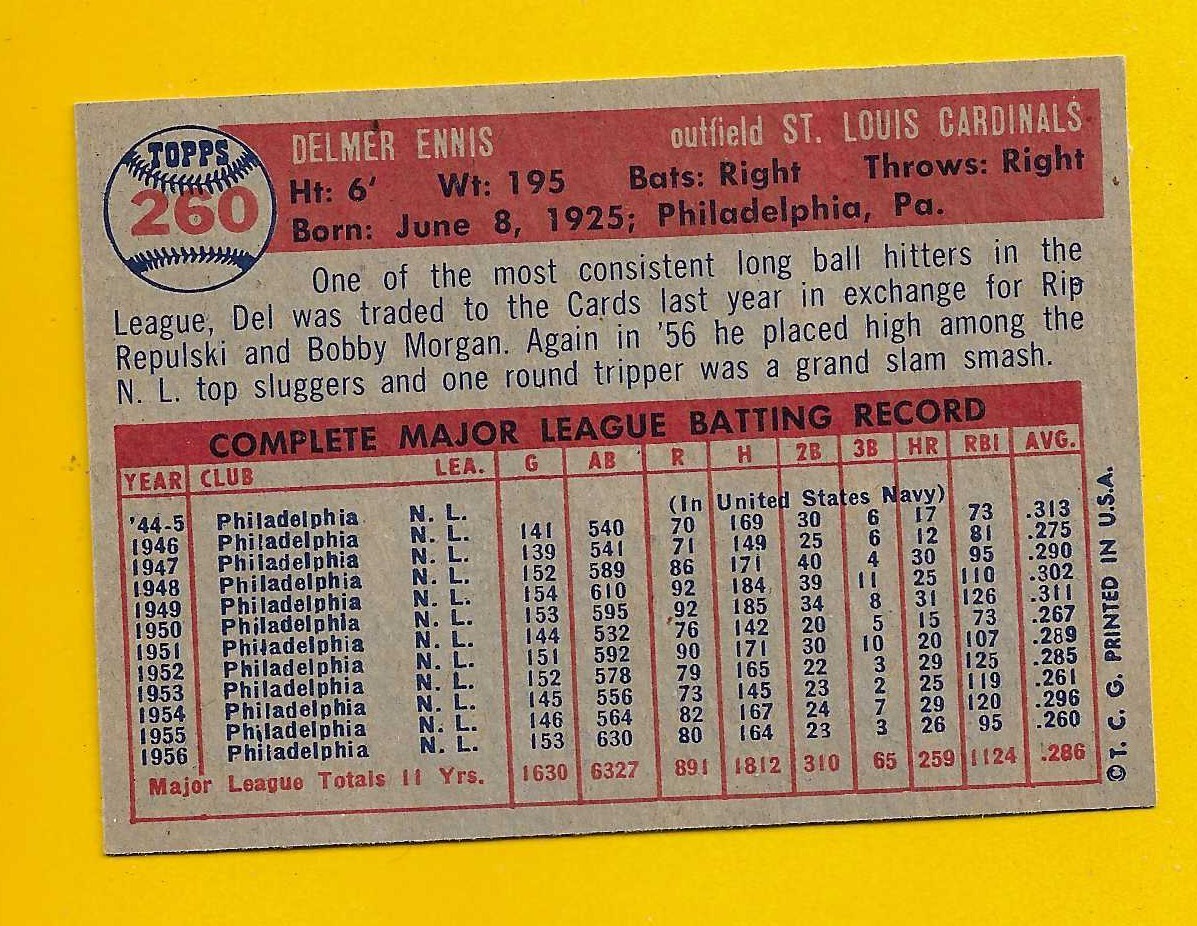 TOPPS
260
DELMER ENNIS outfield ST. LOUIS CARDINALS
Ht: 6' Wt: 195 Bats: Right Throws: Right
Born: June 8, 1925; Philadelphia, Pa.
One of the most consistent long ball hitters in the
League, Del was traded to the Cards last year in exchange for Rip
Repulski and Bobby Morgan. Again in '56 he placed high among the
N. L. top sluggers and one round tripper was a grand slam smash.
COMPLETE MAJOR LEAGUE BATTING RECORD
YEAR CLUB LEA. G AB R H 2B 3B HR RBI AVG.
'44-5 (In United States Navy)
1946 Philadelphia N. L. 141 540 70 169 30 6 17 73 .313
1947 Philadelphia N. L. 139 541 71 149 25 6 12 81 .275
1948 Philadelphia N. L. 152 589 86 171 40 4 30 95 .290
1949 Philadelphia N. L. 154 610 92 184 39 11 25 110 .302
1950 Philadelphia N. L. 153 595 92 185 34 8 31 126 .311
1951 Philadelphia N. L. 144 532 76 142 20 5 15 73 .267
1952 Philadelphia N. L. 151 592 90 171 30 10 20 107 .289
1953 Philadelphia N. L. 152 578 79 165 22 3 29 125 .285
1954 Philadelphia N. L. 145 556 73 145 23 2 25 119 .261
1955 Philadelphia N. L. 146 564 82 167 24 7 29 120 .296
1956 Philadelphia N. L. 153 630 80 164 23 3 26 95 .260
Major League Totals 11 Yrs. 1630 6327 891 1812 310 65 259 1124 .286
© T. C. G. PRINTED IN U.S.A.